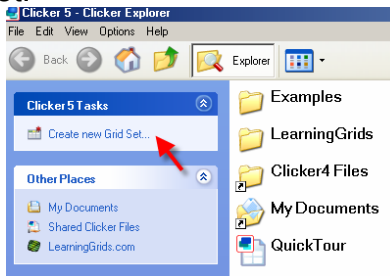 Clicker 5 - Clicker Explorer
File Edit View Options Help
Back Explorer
Clicker 5 Tasks
Create new Grid Set...
Other Places
My Documents
Shared Clicker Files
LearningGrids.com
Examples
LearningGrids
Clicker4 Files
My Documents
QuickTour